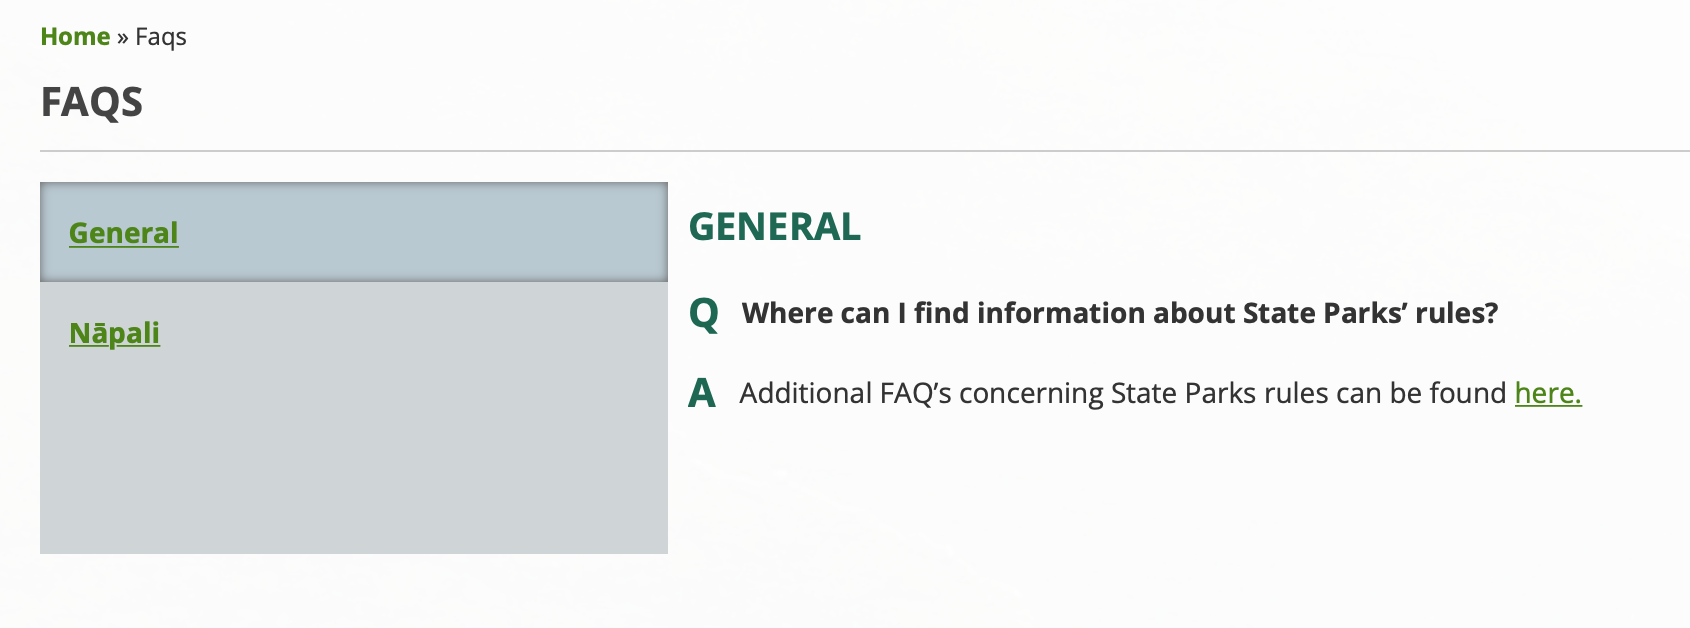 Home » Faqs
FAQS
General
Nāpali
GENERAL
Q Where can I find information about State Parks’ rules?
A Additional FAQ’s concerning State Parks rules can be found here.